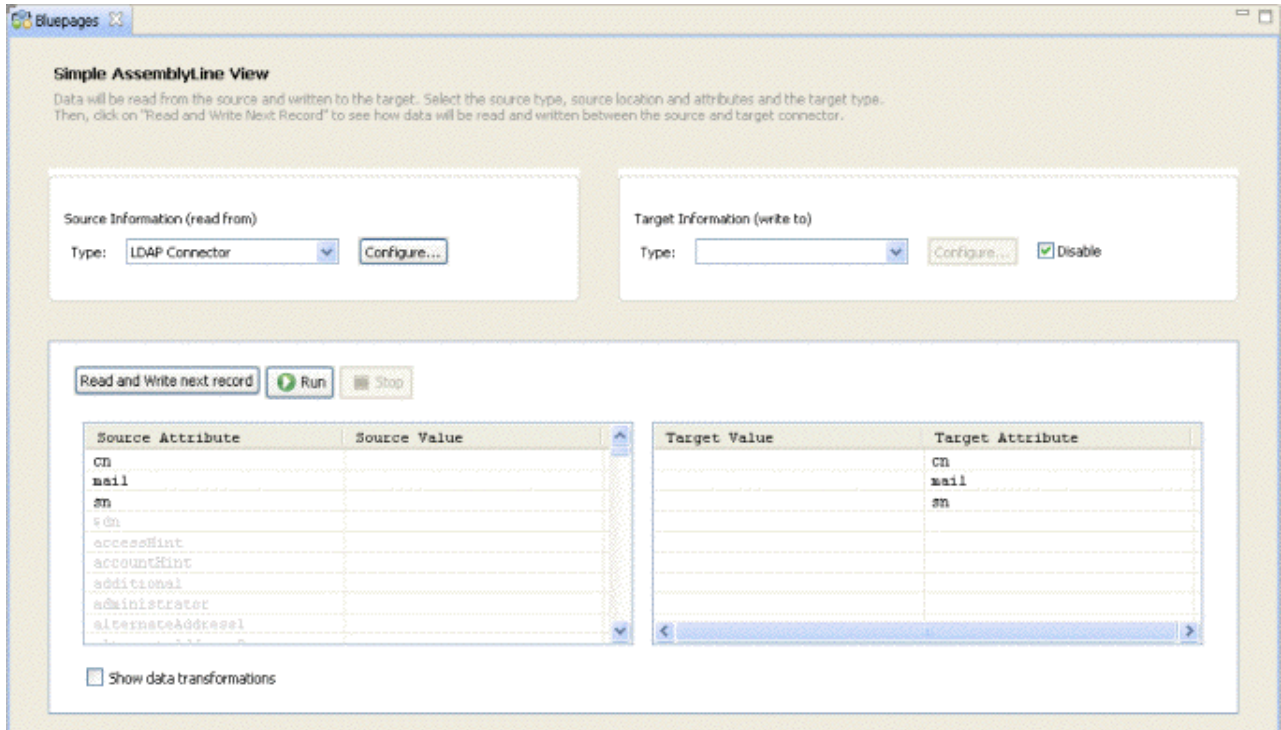 Bluepages
Simple AssemblyLine View
Data will be read from the source and written to the target. Select the source type, source location and attributes and the target type.
Then, click on "Read and Write Next Record" to see how data will be read and written between the source and target connector.
Source Information (read from)
Type: LDAP Connector Configure...
Target Information (write to)
Type: Configure... Disable
Read and Write next record Run Stop
Source Attribute Source Value
cn
mail
sn
$dn
accessHint
accountHint
additional
administrator
alternateAddress1
Target Value Target Attribute
cn
mail
sn
Show data transformations